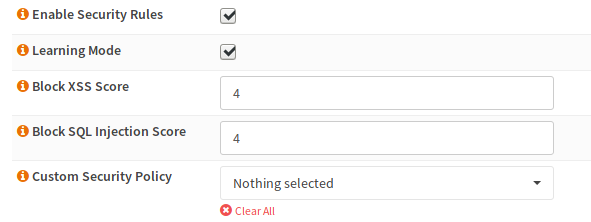 Enable Security Rules
Learning Mode
Block XSS Score 4
Block SQL Injection Score 4
Custom Security Policy Nothing selected
Clear All